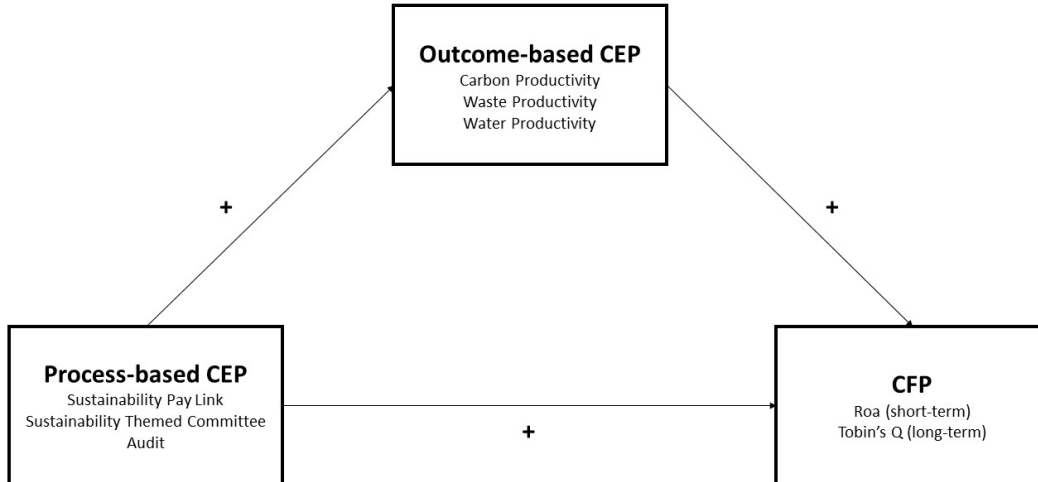 Outcome-based CEP
Carbon Productivity
Waste Productivity
Water Productivity
+
+
Process-based CEP
Sustainability Pay Link
Sustainability Themed Committee
Audit
+
CFP
Roa (short-term)
Tobin's Q (long-term)